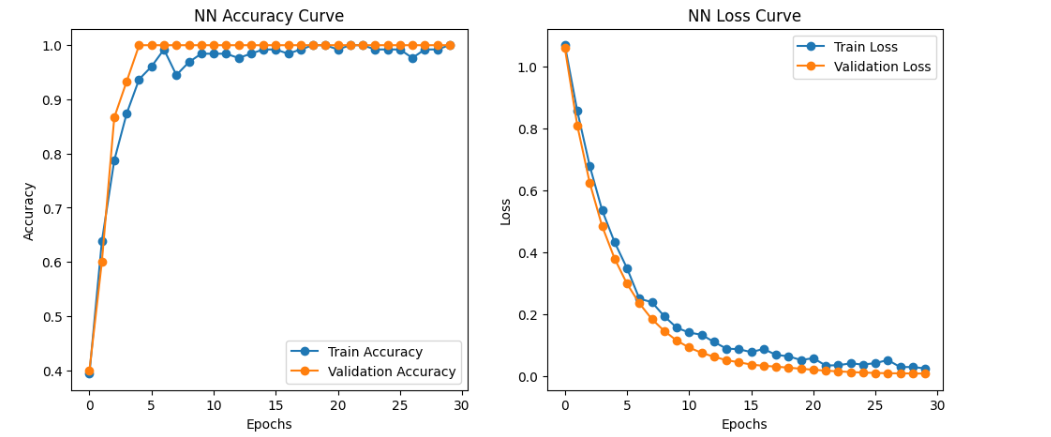 NN Accuracy Curve
1.0
0.9
0.8
0.7
0.6
0.5
0.4
Accuracy
Train Accuracy
Validation Accuracy
0 5 10 15 20 25 30
Epochs
NN Loss Curve
Train Loss
Validation Loss
1.0
0.8
0.6
0.4
0.2
0.0
Loss
0 5 10 15 20 25 30
Epochs